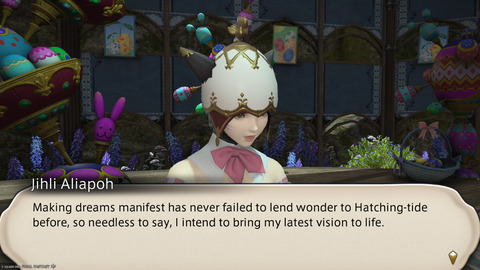 Jihli Aliapoh
Making dreams manifest has never failed to lend wonder to Hatching-tide
before, so needless to say, I intend to bring my latest vision to life.